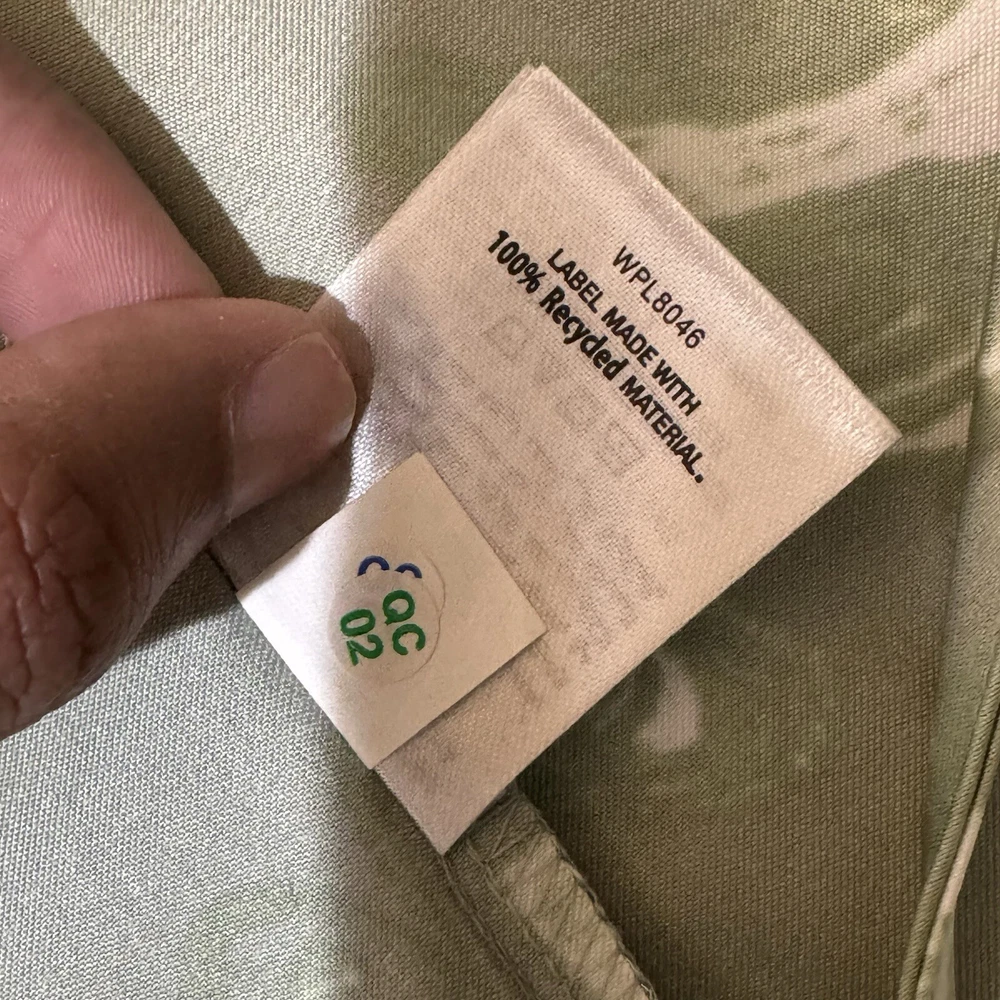 WPL8046
LABEL MADE WITH
100% Recycled MATERIAL.
QC
02